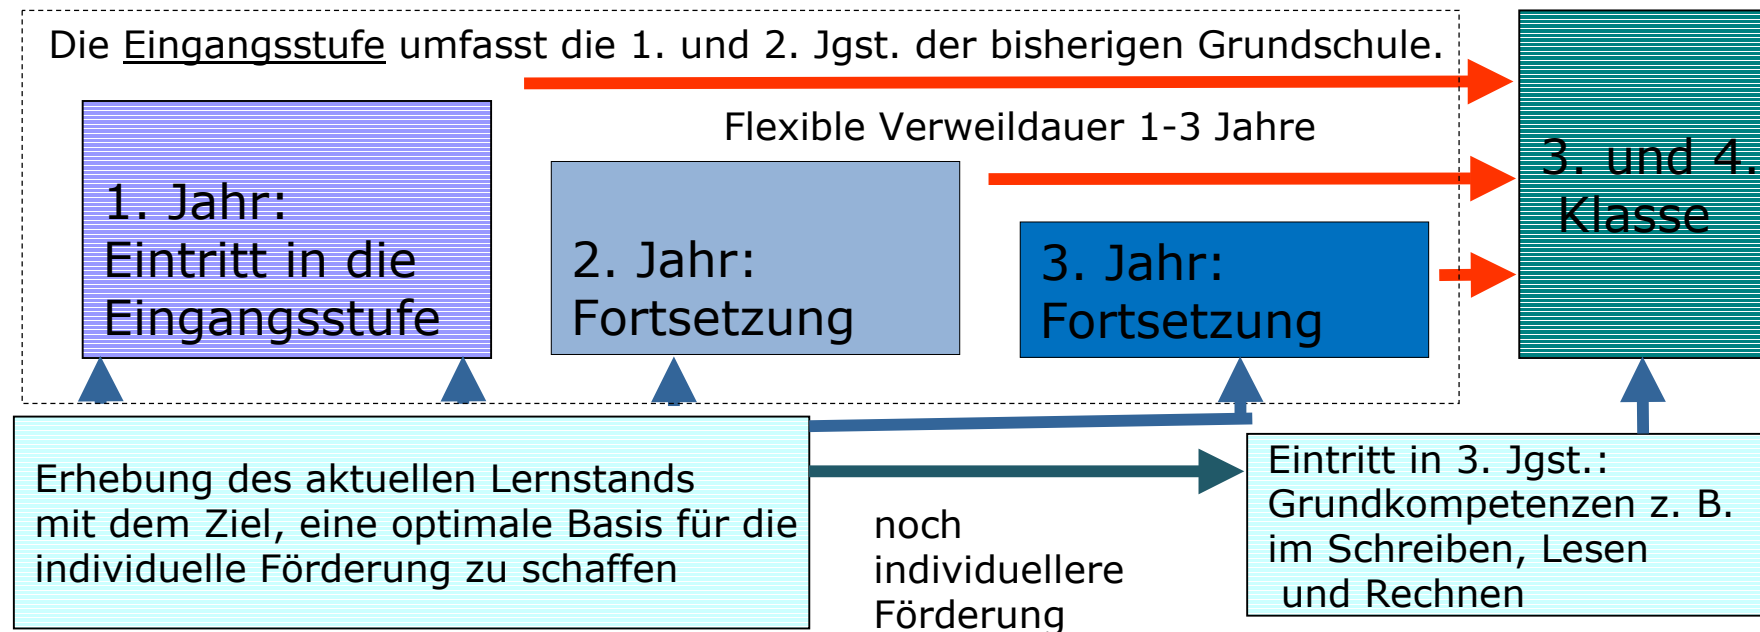 Die Eingangsstufe umfasst die 1. und 2. Jgst. der bisherigen Grundschule.
Flexible Verweildauer 1-3 Jahre
1. Jahr:
Eintritt in die
Eingangsstufe
2. Jahr:
Fortsetzung
3. Jahr:
Fortsetzung
3. und 4.
Klasse
Erhebung des aktuellen Lernstands
mit dem Ziel, eine optimale Basis für die
individuelle Förderung zu schaffen
noch
individuellere
Förderung
Eintritt in 3. Jgst.:
Grundkompetenzen z. B.
im Schreiben, Lesen
und Rechnen